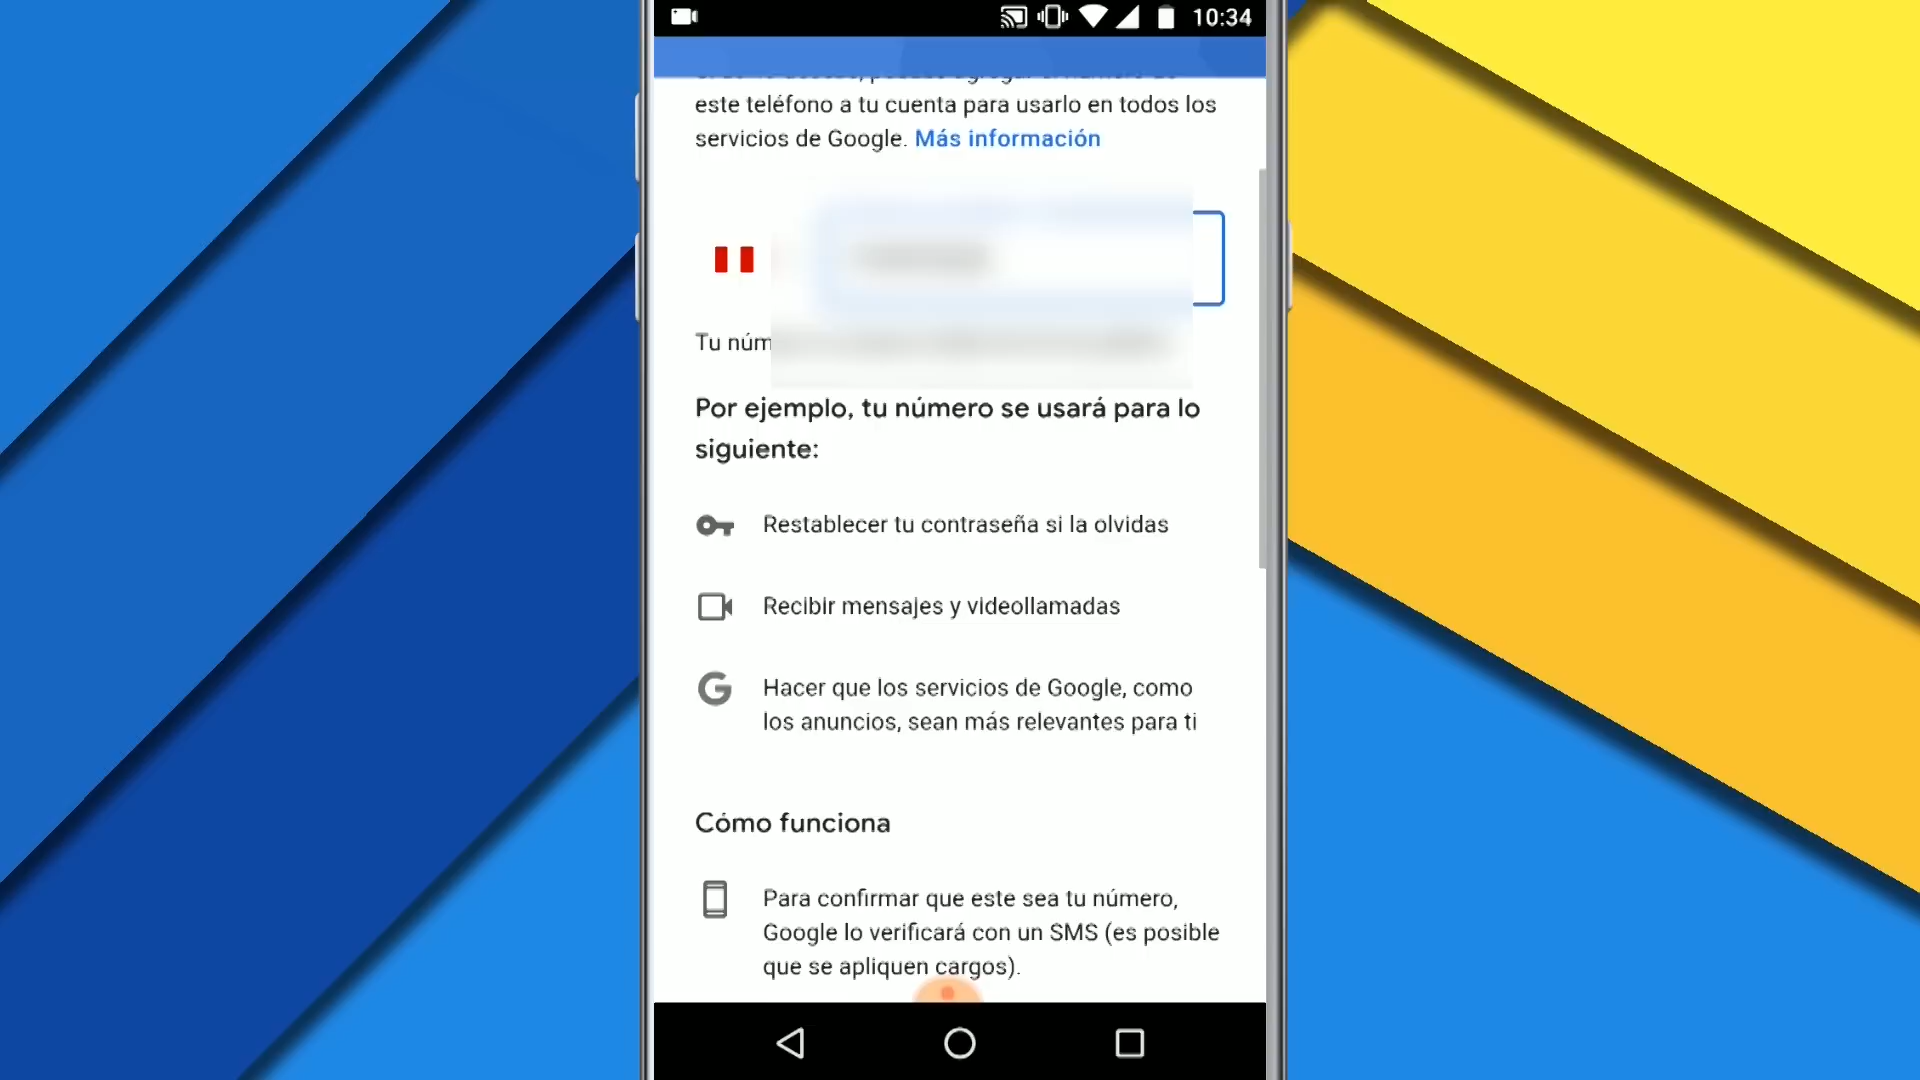 10:34
este teléfono a tu cuenta para usarlo en todos los
servicios de Google. Más información
Tu
Por ejemplo, tu número se usará para lo
siguiente:
Restablecer tu contraseña si la olvidas
Recibir mensajes y videollamadas
Hacer que los servicios de Google, como
los anuncios, sean más relevantes para ti
Cómo funciona
Para confirmar que este sea tu número,
Google lo verificará con un SMS (es posible
que se apliquen cargos).